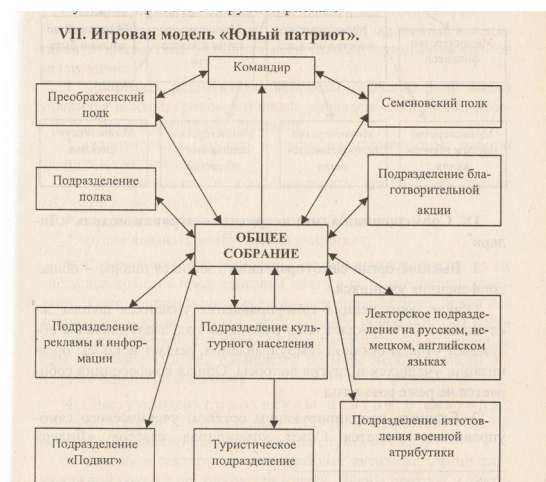 VII. Игровая модель «Юный патриот».
Командир
Преображенский
полк
Семеновский полк
Подразделение
полка
Подразделение бла-
готворительной
акции
ОБЩЕЕ
СОБРАНИЕ
Подразделение
рекламы и инфор-
мации
Подразделение куль-
турного населения
Лекторское подразде-
ление на русском, не-
мецком, английском
языках
Подразделение
«Подвиг»
Туристическое
подразделение
Подразделение изготов-
ления военной
атрибутики